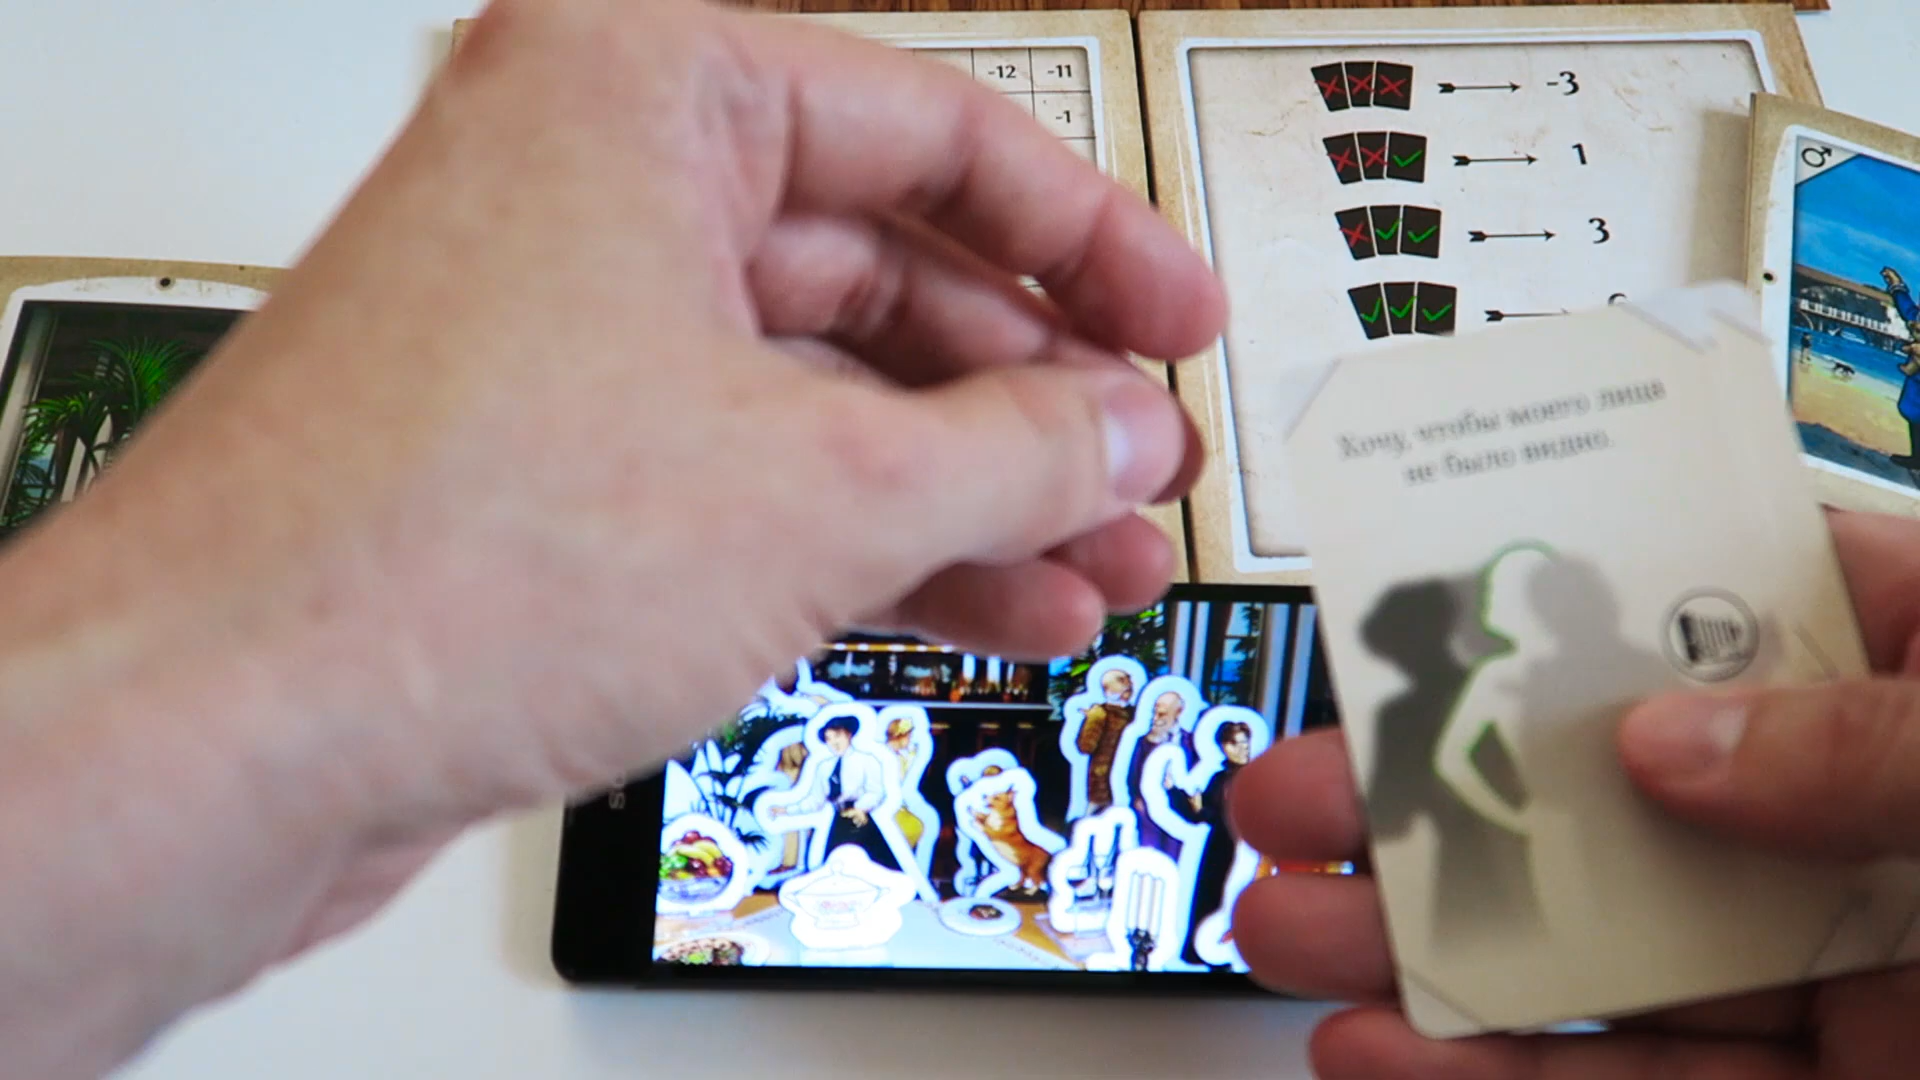 -12 -11
-1
-3
1
3
Хочу, чтобы моего лица
не было видно.